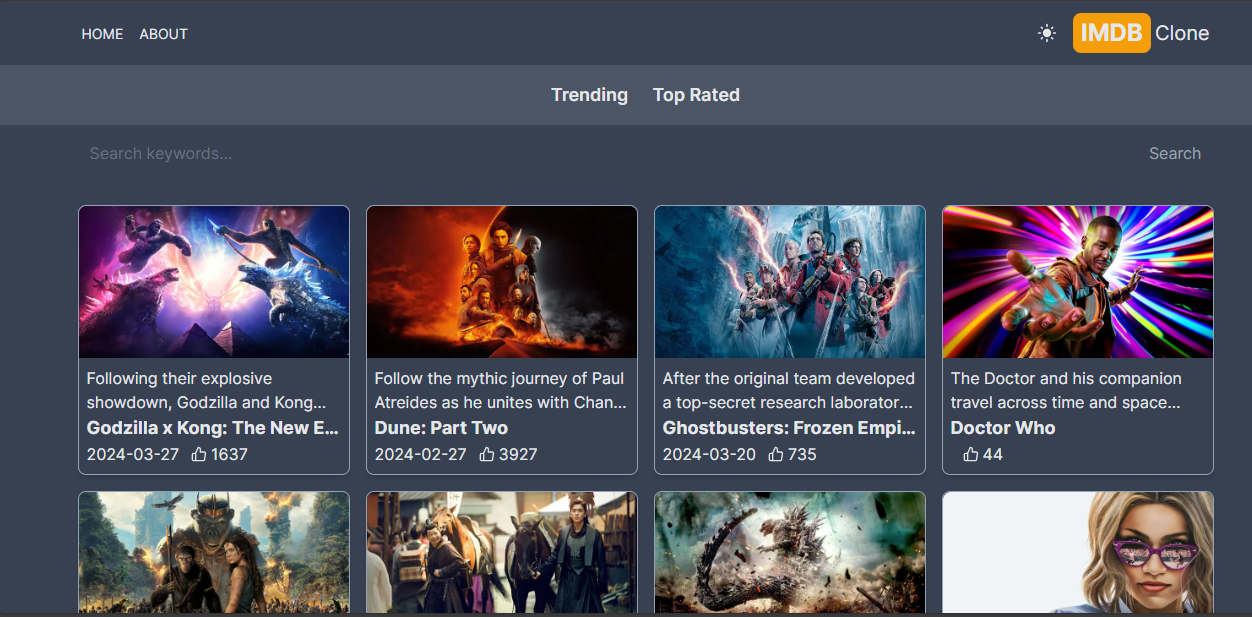 HOME ABOUT IMDB Clone
Trending Top Rated
Search keywords... Search
Following their explosive
showdown, Godzilla and Kong...
Godzilla x Kong: The New E...
2024-03-27 1637
Follow the mythic journey of Paul
Atreides as he unites with Chan...
Dune: Part Two
2024-02-27 3927
After the original team developed
a top-secret research laborator...
Ghostbusters: Frozen Empi...
2024-03-20 735
The Doctor and his companion
travel across time and space...
Doctor Who
44